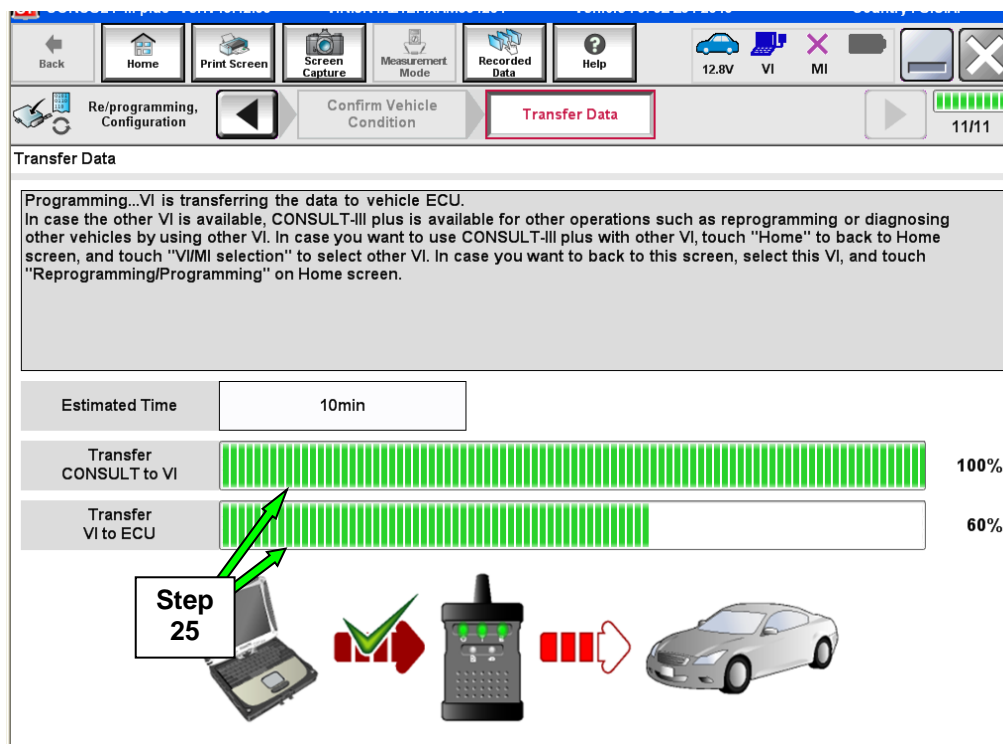 Back
Home
Print Screen
Screen
Capture
Measurement
Mode
Recorded
Data
Help
12.8V
VI
MI
Re/programming,
Configuration
Confirm Vehicle
Condition
Transfer Data
11/11
Transfer Data
Programming...VI is transferring the data to vehicle ECU.
In case the other VI is available, CONSULT-III plus is available for other operations such as reprogramming or diagnosing
other vehicles by using other VI. In case you want to use CONSULT-III plus with other VI, touch "Home" to back to Home
screen, and touch "VI/MI selection" to select other VI. In case you want to back to this screen, select this VI, and touch
"Reprogramming/Programming" on Home screen.
Estimated Time
10min
Transfer
CONSULT to VI
100%
Transfer
VI to ECU
60%
Step
25